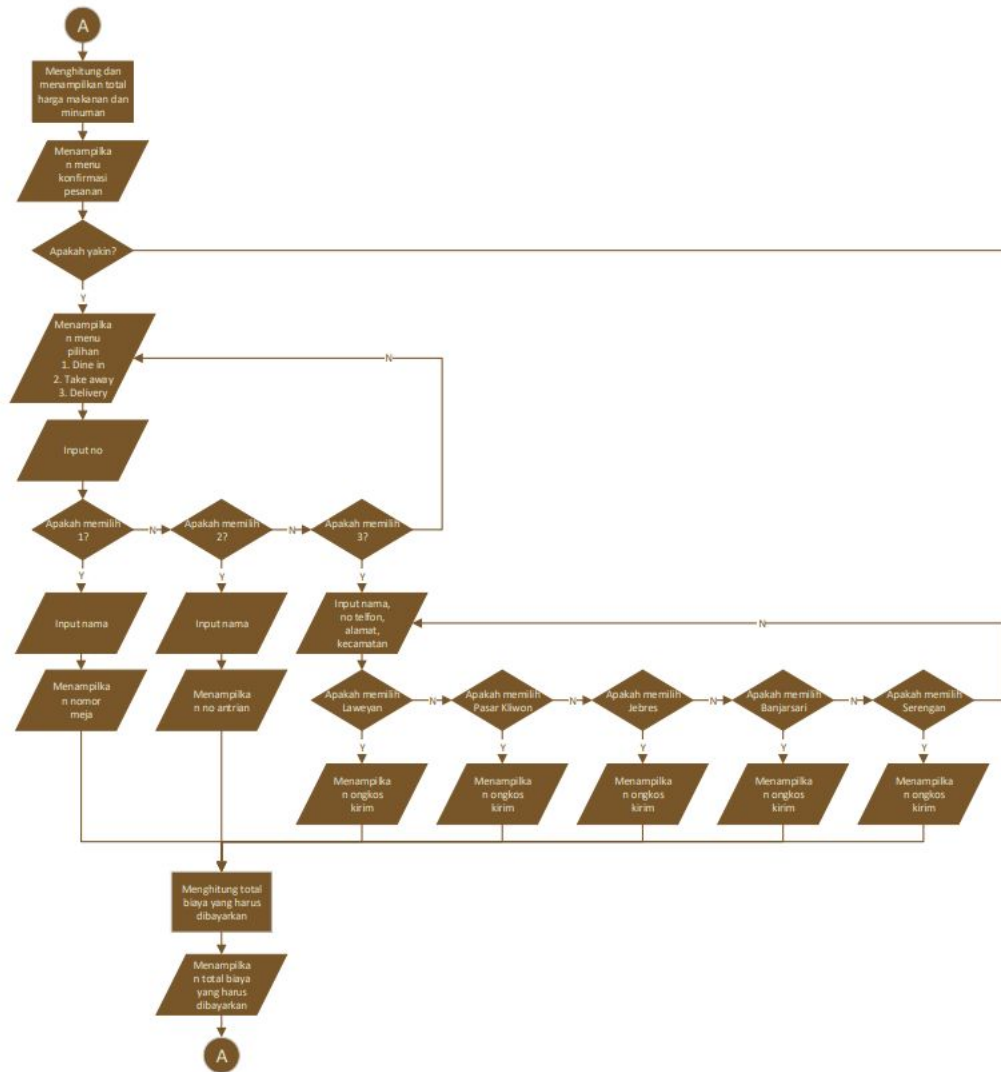 A
Menghitung dan
menampilkan total
harga makanan dan
minuman
Menampilka
n menu
konfirmasi
pesanan
Apakah yakin?
Y
Menampilka
n menu
pilihan
1. Dine in
2. Take away
3. Delivery
N
Input no
Apakah memilih
1?
N
Apakah memilih
2?
N
Apakah memilih
3?
Y
Y
Y
Input nama
Input nama
Input nama,
no telfon,
alamat,
kecamatan
N
Menampilka
n nomor
meja
Menampilka
n no antrian
Apakah memilih
Laweyan
N
Apakah memilih
Pasar Kliwon
N
Apakah memilih
Jebres
N
Apakah memilih
Banjarsari
N
Apakah memilih
Serengan
Y
Y
Y
Y
Y
Menampilka
n ongkos
kirim
Menampilka
n ongkos
kirim
Menampilka
n ongkos
kirim
Menampilka
n ongkos
kirim
Menampilka
n ongkos
kirim
Menghitung total
biaya yang harus
dibayarkan
Menampilka
n total biaya
yang harus
dibayarkan
A